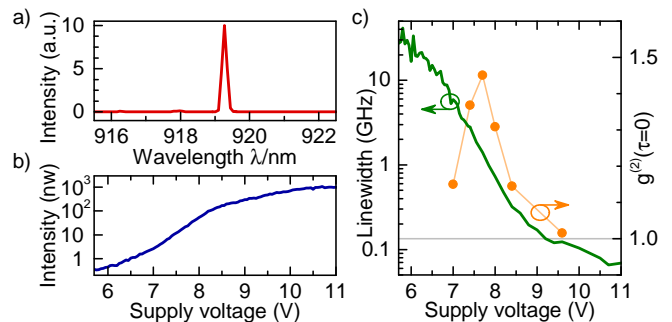 a)
Intensity (a.u.)
10
5
0
916 918 920 922
Wavelength λ/nm
b)
Intensity (nw)
10³
10²
10
1
6 7 8 9 10 11
Supply voltage (V)
c)
Linewidth (GHz)
10
1
0.1
1.5
1.0
g⁽²⁾(τ=0)
6 7 8 9 10 11
Supply voltage (V)